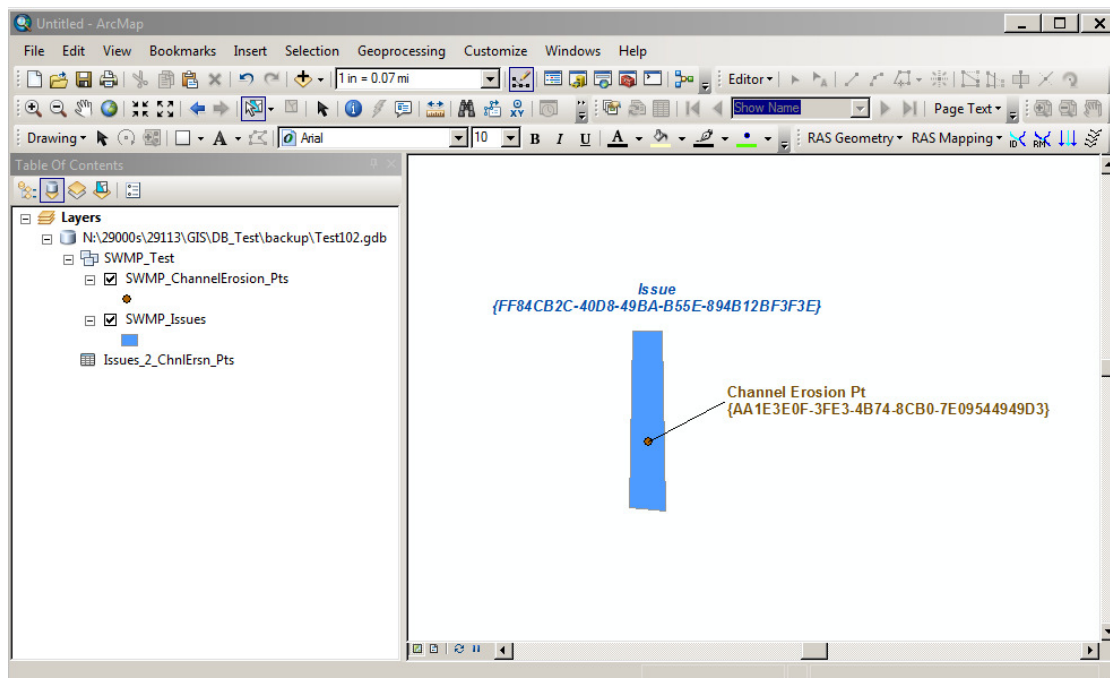 Untitled - ArcMap
File Edit View Bookmarks Insert Selection Geoprocessing Customize Windows Help
1 in = 0.07 mi
Editor
Show Name
Page Text
Drawing
A
Arial
10
B I U A
RAS Geometry
RAS Mapping
ID
RM
Table Of Contents
Layers
N:\29000s\29113\GIS\DB_Test\backup\Test102.gdb
SWMP_Test
SWMP_ChannelErosion_Pts
SWMP_Issues
Issues_2_ChnlErsn_Pts
Issue
{FF84CB2C-40D8-49BA-B55E-894B12BF3F3E}
Channel Erosion Pt
{AA1E3E0F-3FE3-4B74-8CB0-7E09544949D3}